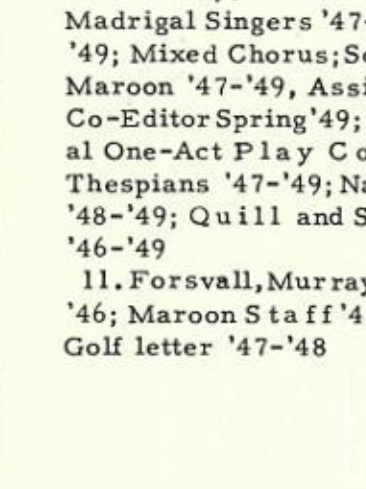 Madrigal Singers '47-
'49; Mixed Chorus; S
Maroon '47-'49, Assi
Co-Editor Spring '49;
al One-Act Play Co
Thespians '47-'49; Na
'48-'49; Quill and S
'46-'49
11. Forsvall, Murray
'46; Maroon Staff '4
Golf letter '47-'48